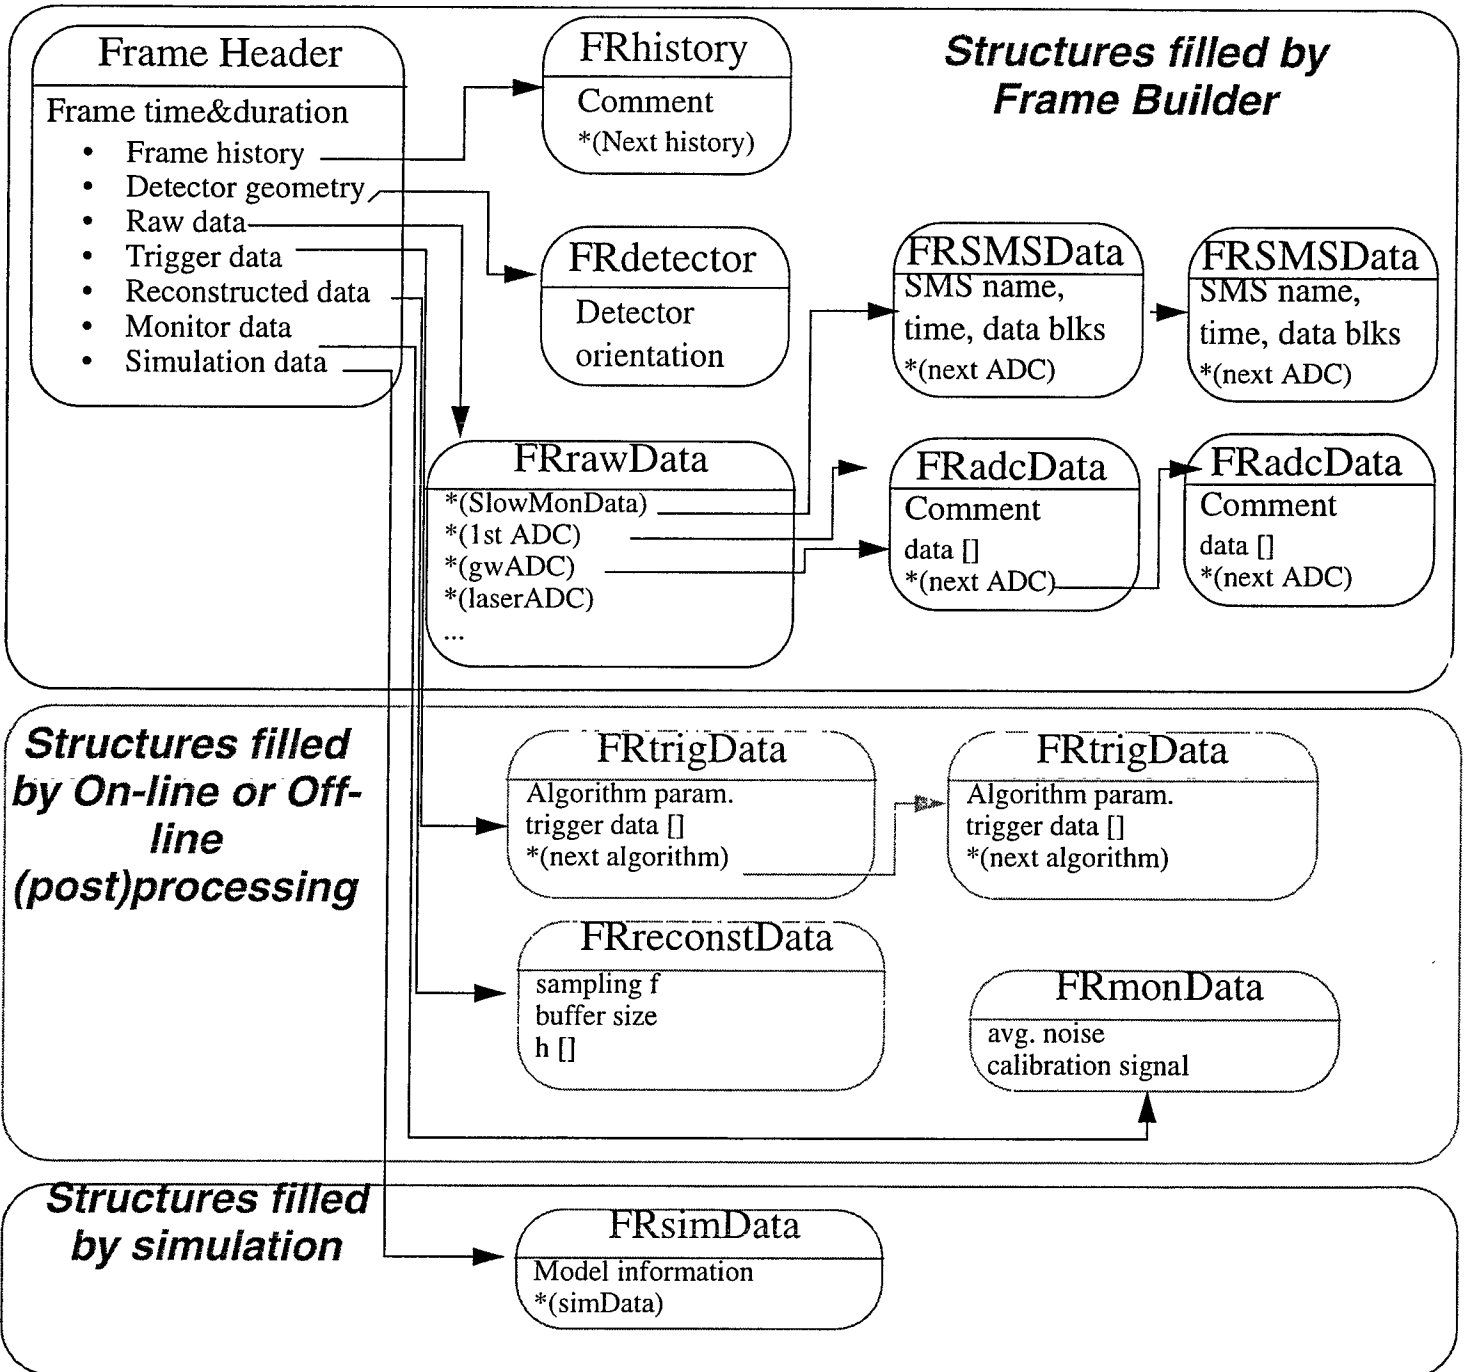 Frame Header
Frame time&duration
• Frame history
• Detector geometry
• Raw data
• Trigger data
• Reconstructed data
• Monitor data
• Simulation data
FRhistory
Comment
*(Next history)
Structures filled by
Frame Builder
FRdetector
Detector
orientation
FRSMSData
SMS name,
time, data blks
*(next ADC)
FRSMSData
SMS name,
time, data blks
*(next ADC)
FRrawData
*(SlowMonData)
*(1st ADC)
*(gwADC)
*(laserADC)
...
FRadcData
Comment
data []
*(next ADC)
FRadcData
Comment
data []
*(next ADC)
Structures filled
by On-line or Off-
line
(post)processing
FRtrigData
Algorithm param.
trigger data []
*(next algorithm)
FRtrigData
Algorithm param.
trigger data []
*(next algorithm)
FRreconstData
sampling f
buffer size
h []
FRmonData
avg. noise
calibration signal
Structures filled
by simulation
FRsimData
Model information
*(simData)